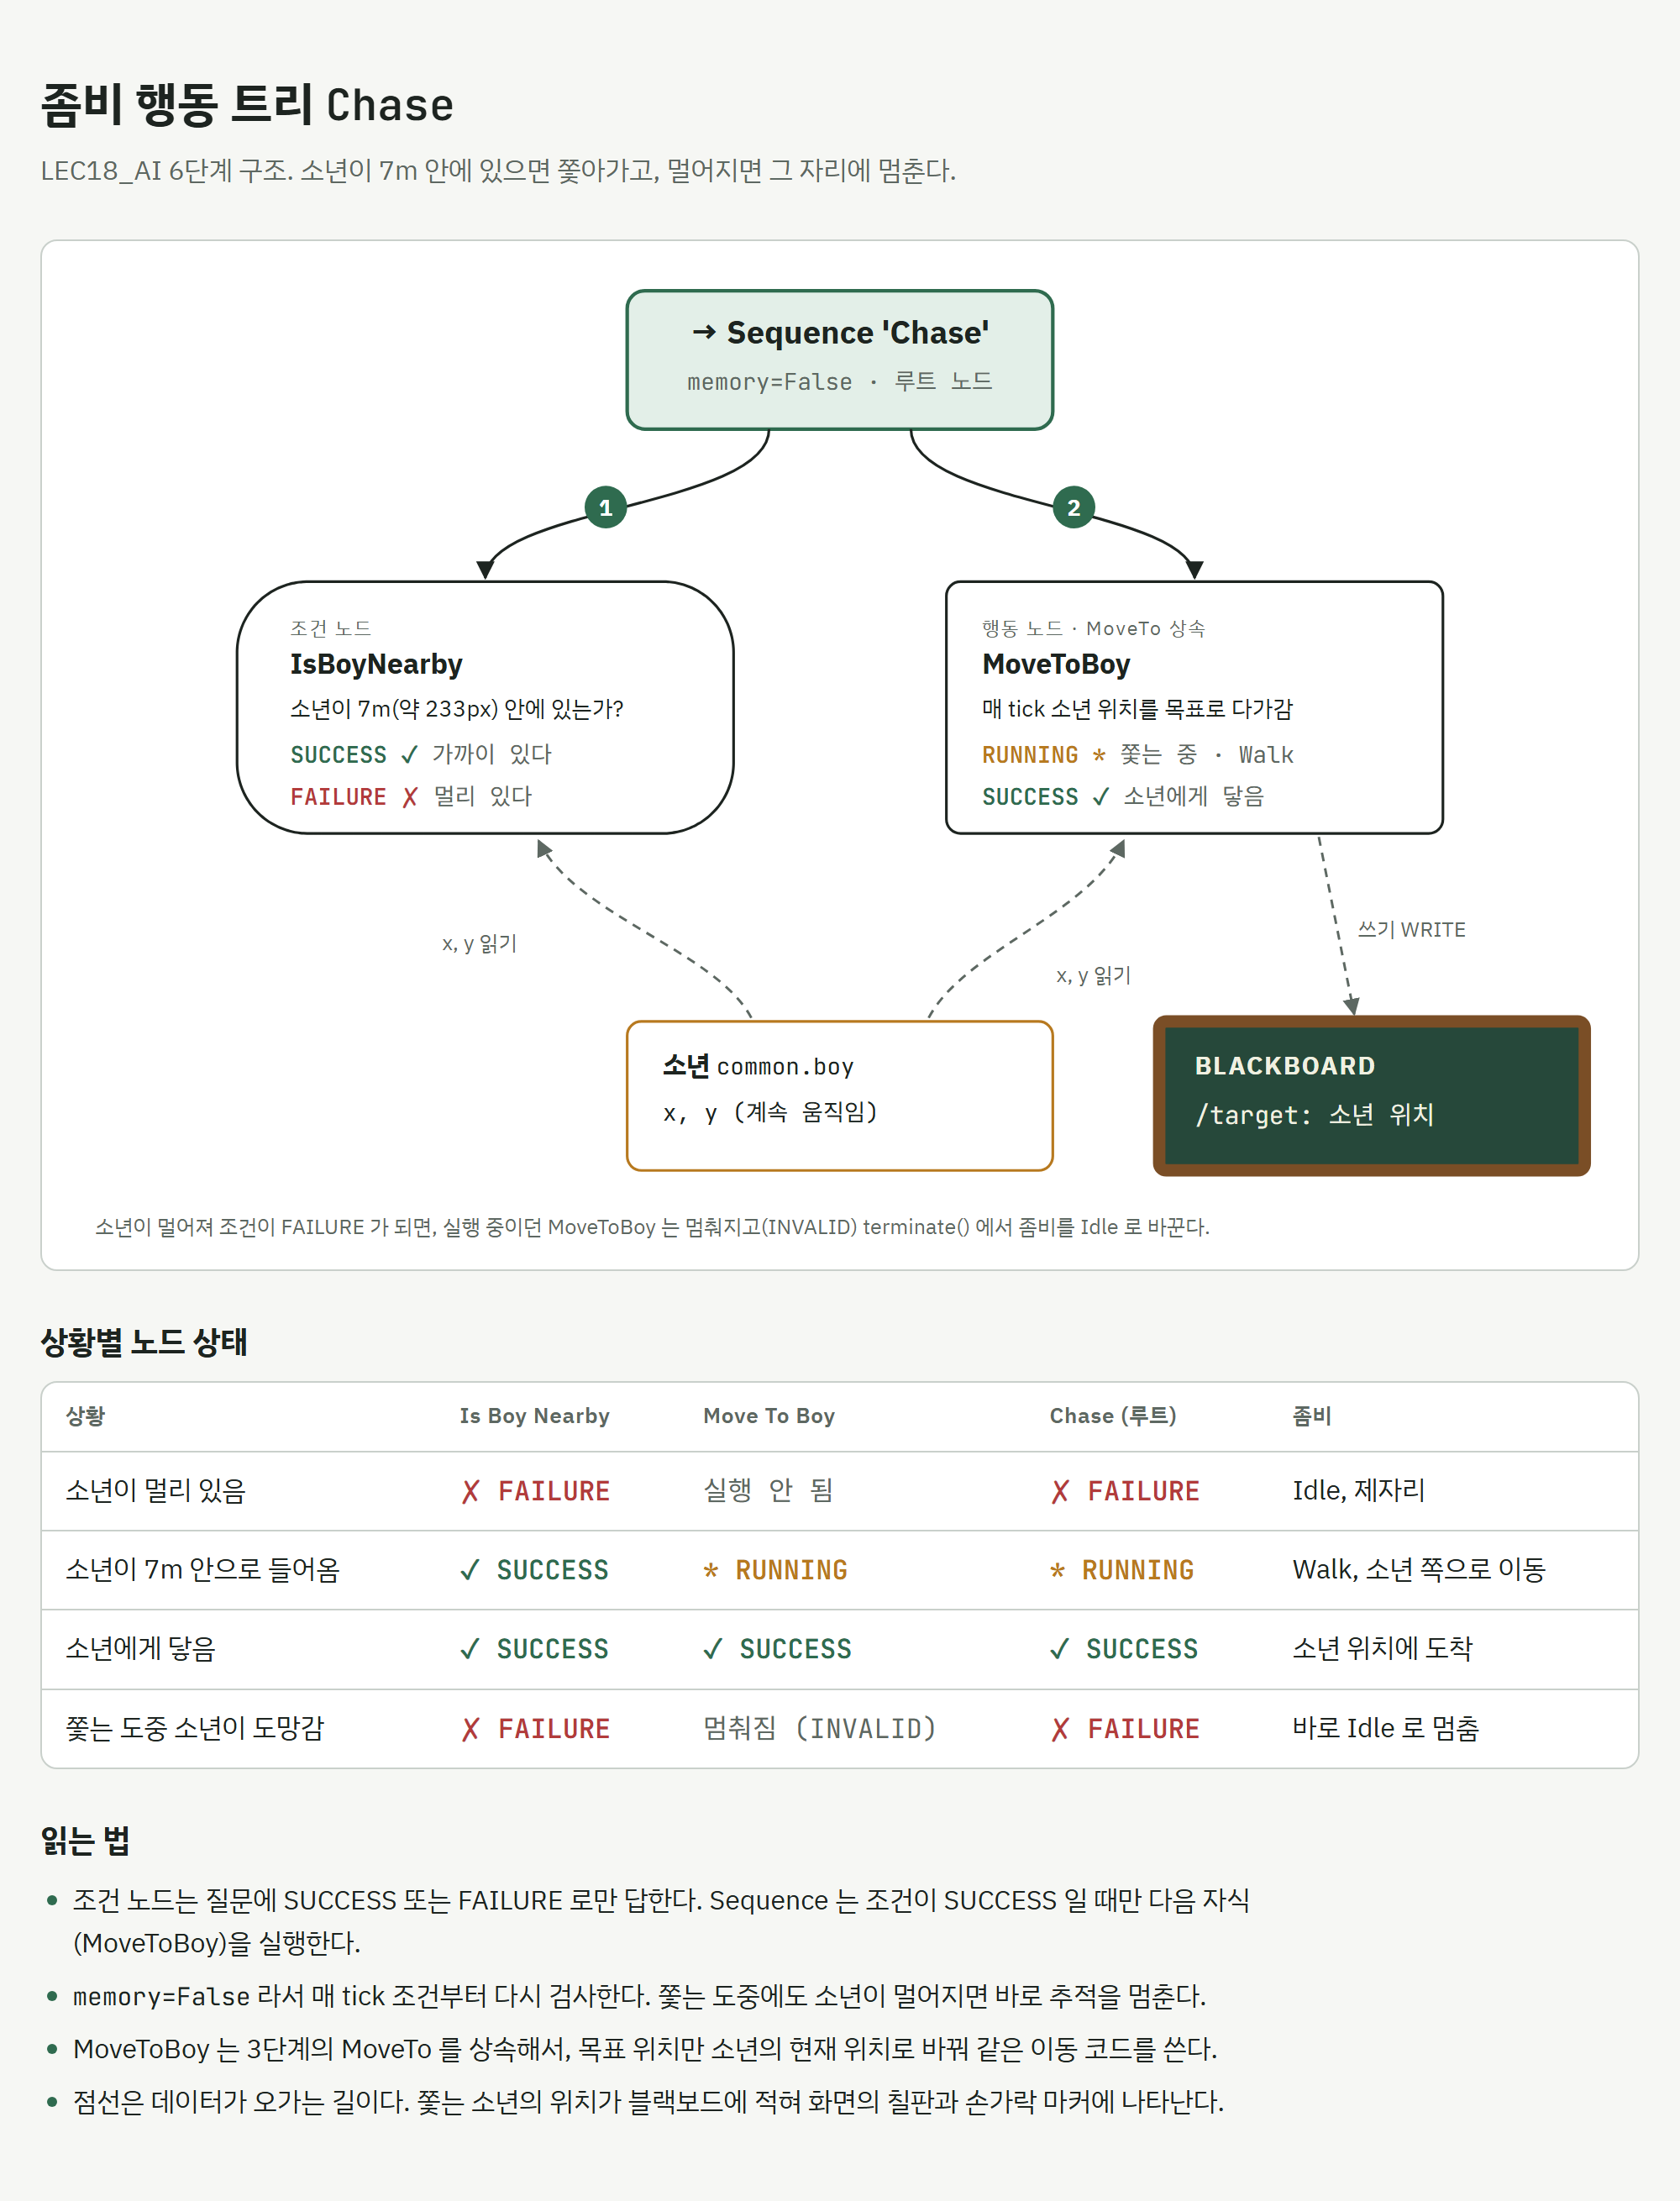 좀비 행동 트리 Chase
LEC18_AI 6단계 구조. 소년이 7m 안에 있으면 쫓아가고, 멀어지면 그 자리에 멈춘다.
→ Sequence 'Chase'
memory=False · 루트 노드
1
2
조건 노드
IsBoyNearby
소년이 7m(약 233px) 안에 있는가?
SUCCESS ✓ 가까이 있다
FAILURE ✗ 멀리 있다
행동 노드 · MoveTo 상속
MoveToBoy
매 tick 소년 위치를 목표로 다가감
RUNNING * 쫓는 중 · Walk
SUCCESS ✓ 소년에게 닿음
x, y 읽기
x, y 읽기
쓰기 WRITE
소년 common.boy
x, y (계속 움직임)
BLACKBOARD
/target: 소년 위치
소년이 멀어져 조건이 FAILURE 가 되면, 실행 중이던 MoveToBoy 는 멈춰지고(INVALID) terminate() 에서 좀비를 Idle 로 바꾼다.
상황별 노드 상태
상황 Is Boy Nearby Move To Boy Chase (루트) 좀비
소년이 멀리 있음 ✗ FAILURE 실행 안 됨 ✗ FAILURE Idle, 제자리
소년이 7m 안으로 들어옴 ✓ SUCCESS * RUNNING * RUNNING Walk, 소년 쪽으로 이동
소년에게 닿음 ✓ SUCCESS ✓ SUCCESS ✓ SUCCESS 소년 위치에 도착
쫓는 도중 소년이 도망감 ✗ FAILURE 멈춰짐 (INVALID) ✗ FAILURE 바로 Idle 로 멈춤
읽는 법
조건 노드는 질문에 SUCCESS 또는 FAILURE 로만 답한다. Sequence 는 조건이 SUCCESS 일 때만 다음 자식
(MoveToBoy)을 실행한다.
memory=False 라서 매 tick 조건부터 다시 검사한다. 쫓는 도중에도 소년이 멀어지면 바로 추적을 멈춘다.
MoveToBoy 는 3단계의 MoveTo 를 상속해서, 목표 위치만 소년의 현재 위치로 바꿔 같은 이동 코드를 쓴다.
점선은 데이터가 오가는 길이다. 쫓는 소년의 위치가 블랙보드에 적혀 화면의 칠판과 손가락 마커에 나타난다.